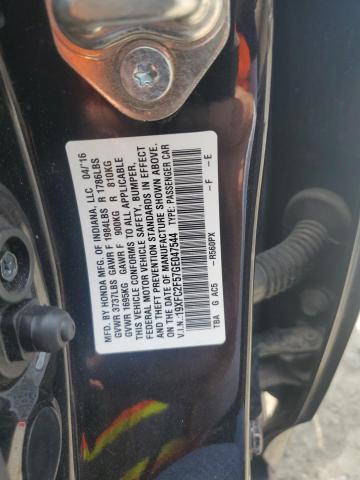 MFD. BY HONDA MFG. OF INDIANA, LLC. 04/16
GVWR 3737LBS GAWR F 1984LBS R 1786LBS
GVWR 1695KG GAWR F 900KG R 810KG
THIS VEHICLE CONFORMS TO ALL APPLICABLE
FEDERAL MOTOR VEHICLE SAFETY, BUMPER,
AND THEFT PREVENTION STANDARDS IN EFFECT
ON THE DATE OF MANUFACTURE SHOWN ABOVE.
V.I.N.:19XFC2F57GE047544 TYPE:PASSENGER CAR
-R560PX -F -E
TBA AC5